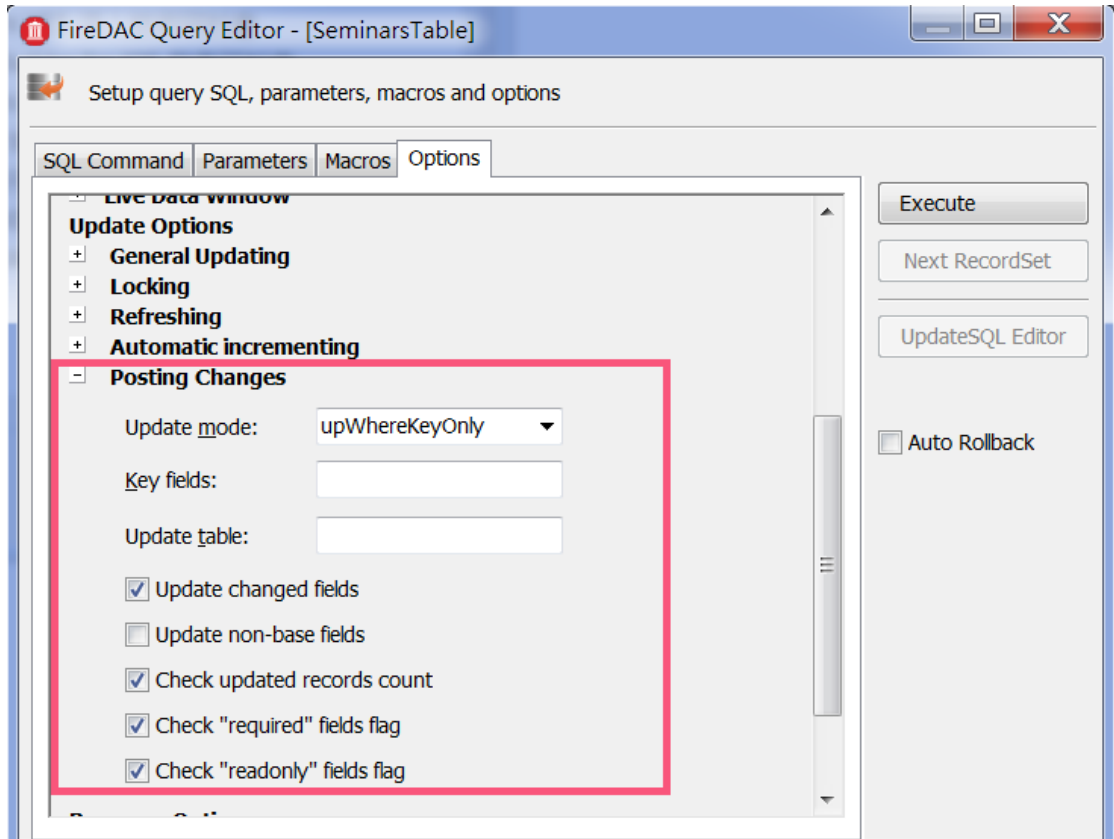 FireDAC Query Editor - [SeminarsTable]
Setup query SQL, parameters, macros and options
SQL Command Parameters Macros Options
Live Data Window
Update Options
General Updating
Locking
Refreshing
Automatic incrementing
Posting Changes
Update mode: upWhereKeyOnly
Key fields:
Update table:
Update changed fields
Update non-base fields
Check updated records count
Check "required" fields flag
Check "readonly" fields flag
Execute
Next RecordSet
UpdateSQL Editor
Auto Rollback